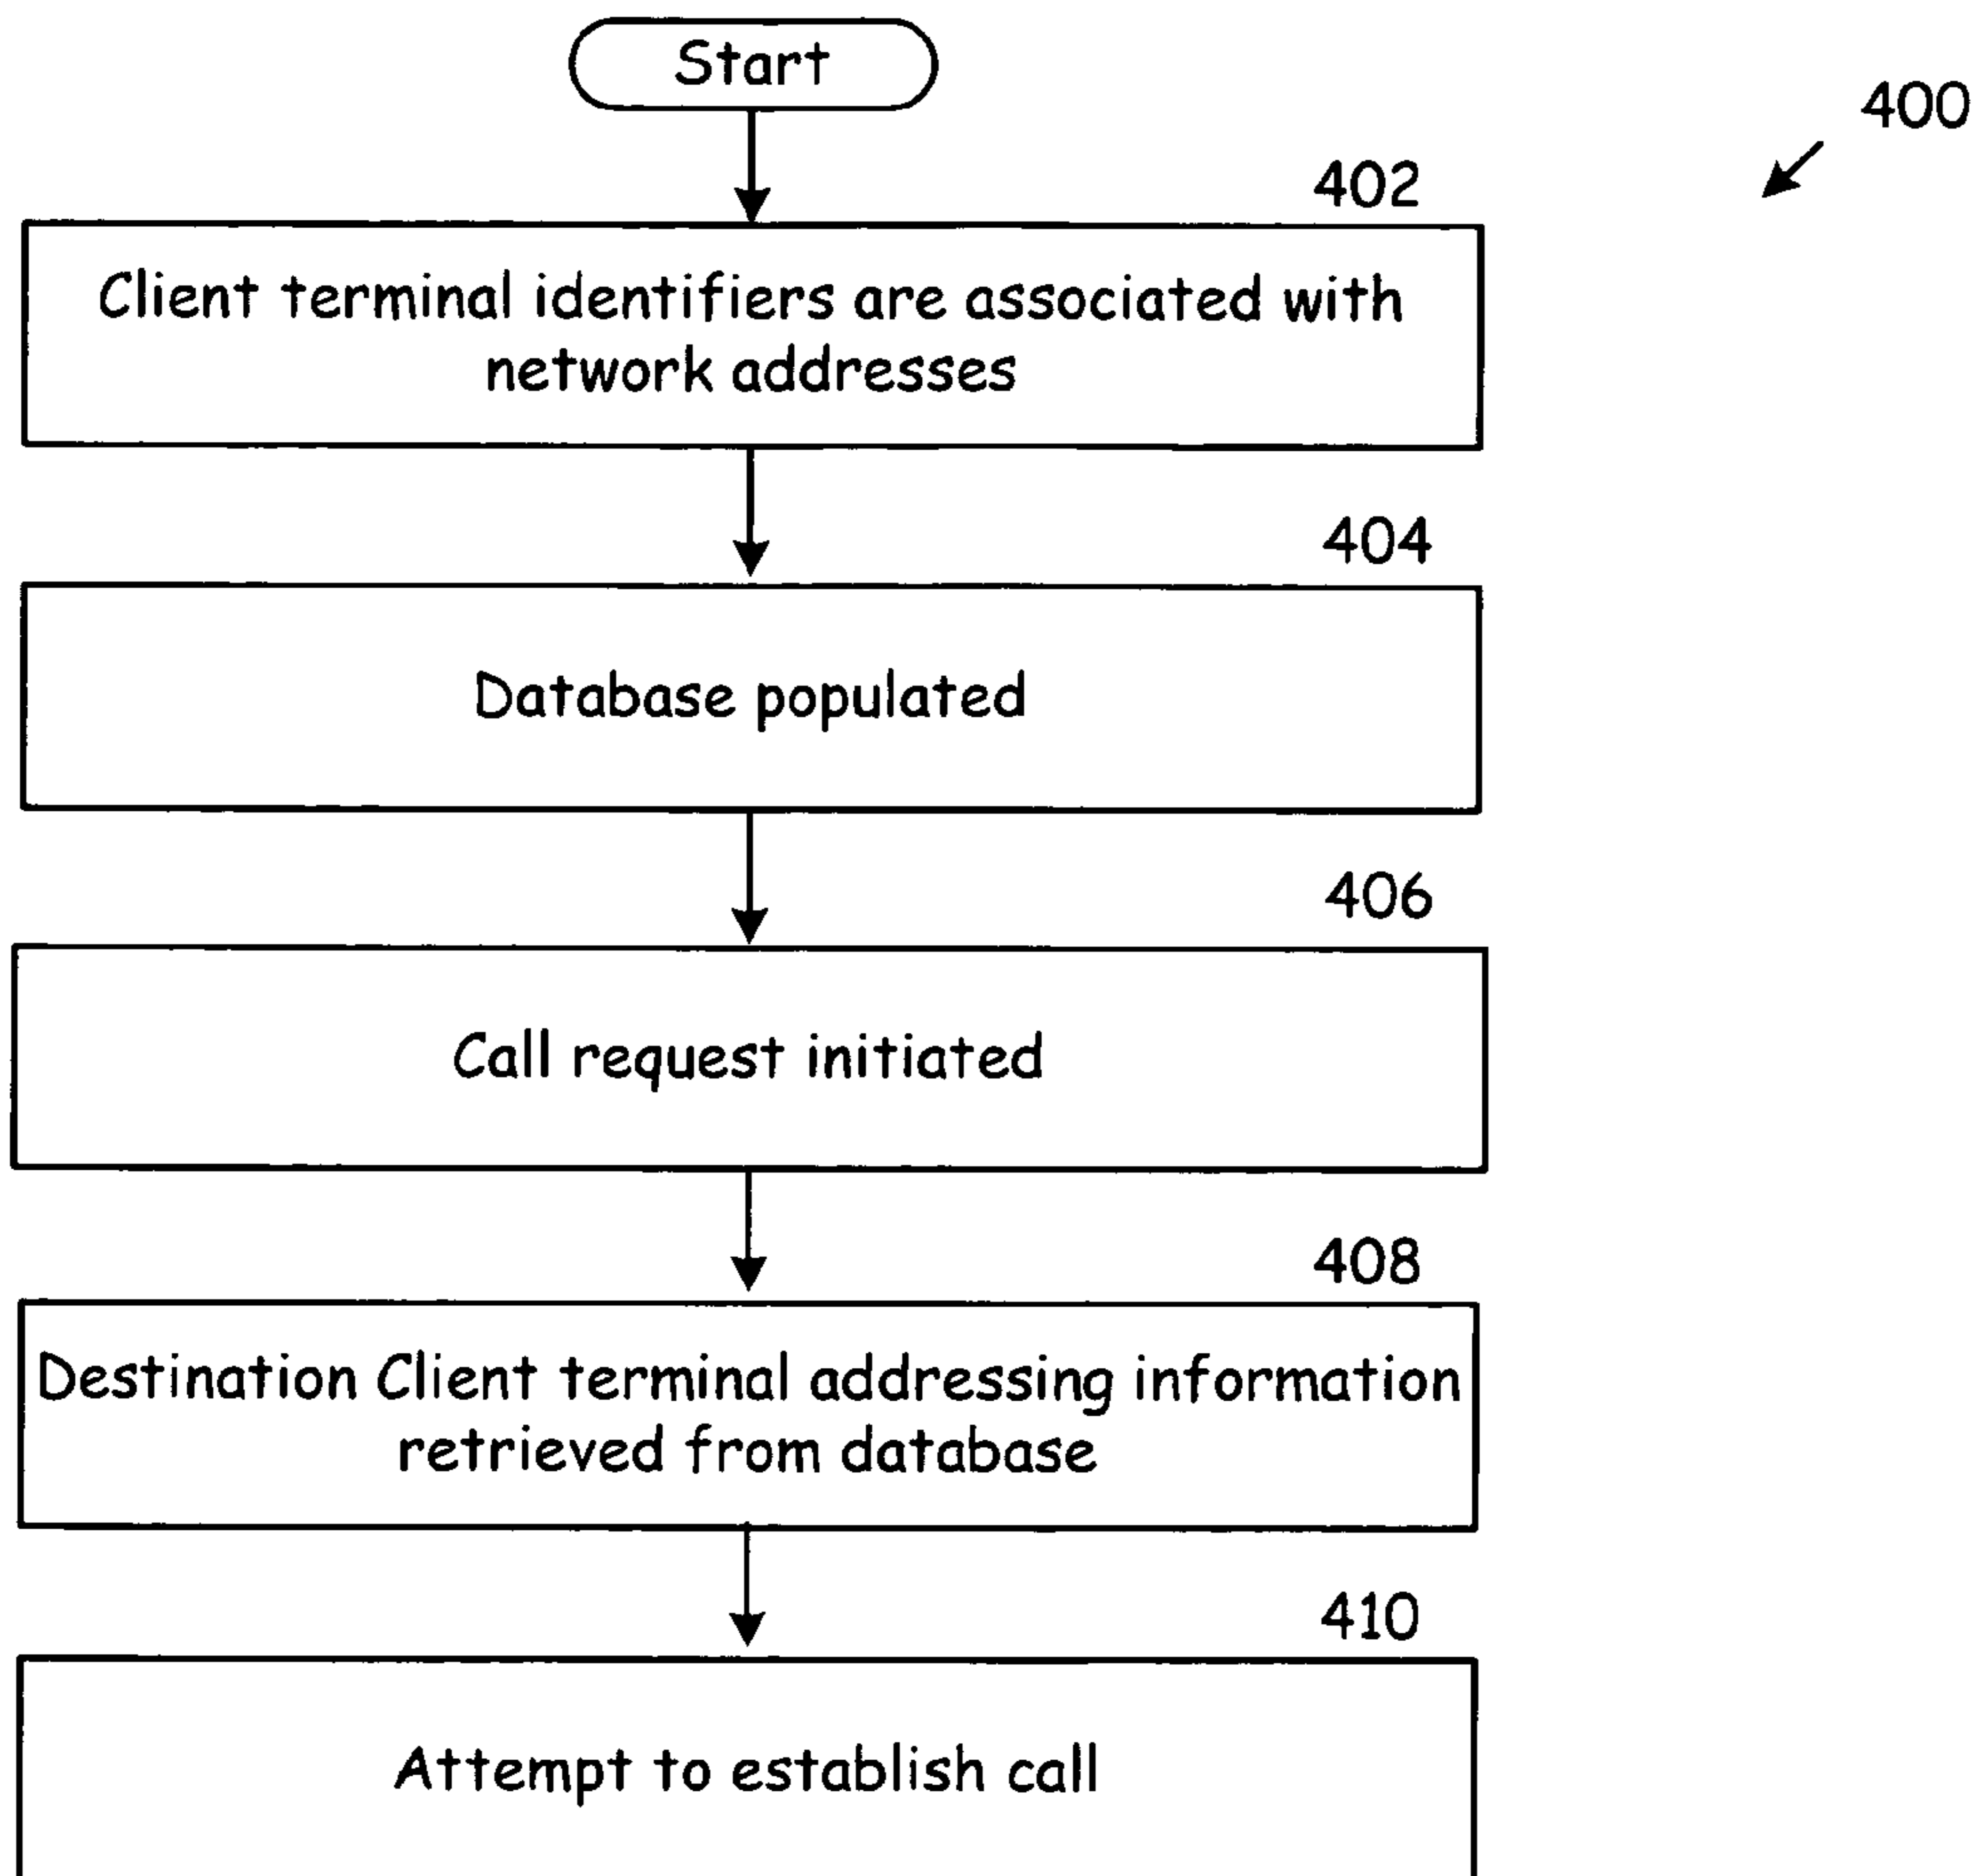 Start
400
402
Client terminal identifiers are associated with
network addresses
404
Database populated
406
Call request initiated
408
Destination Client terminal addressing information
retrieved from database
410
Attempt to establish call